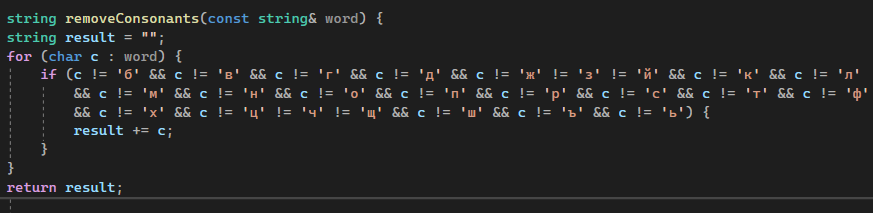 string removeConsonants(const string& word) {
string result = "";
for (char c : word) {
if (c != 'б' && c != 'в' && c != 'г' && c != 'д' && c != 'ж' != 'з' != 'й' && c != 'к' && c != 'л'
&& c != 'м' && c != 'н' && c != 'о' && c != 'п' && c != 'р' && c != 'с' && c != 'т' && c != 'ф'
&& c != 'х' && c != 'ц' != 'ч' != 'щ' && c != 'ш' && c != 'ъ' && c != 'ь') {
result += c;
}
}
return result;